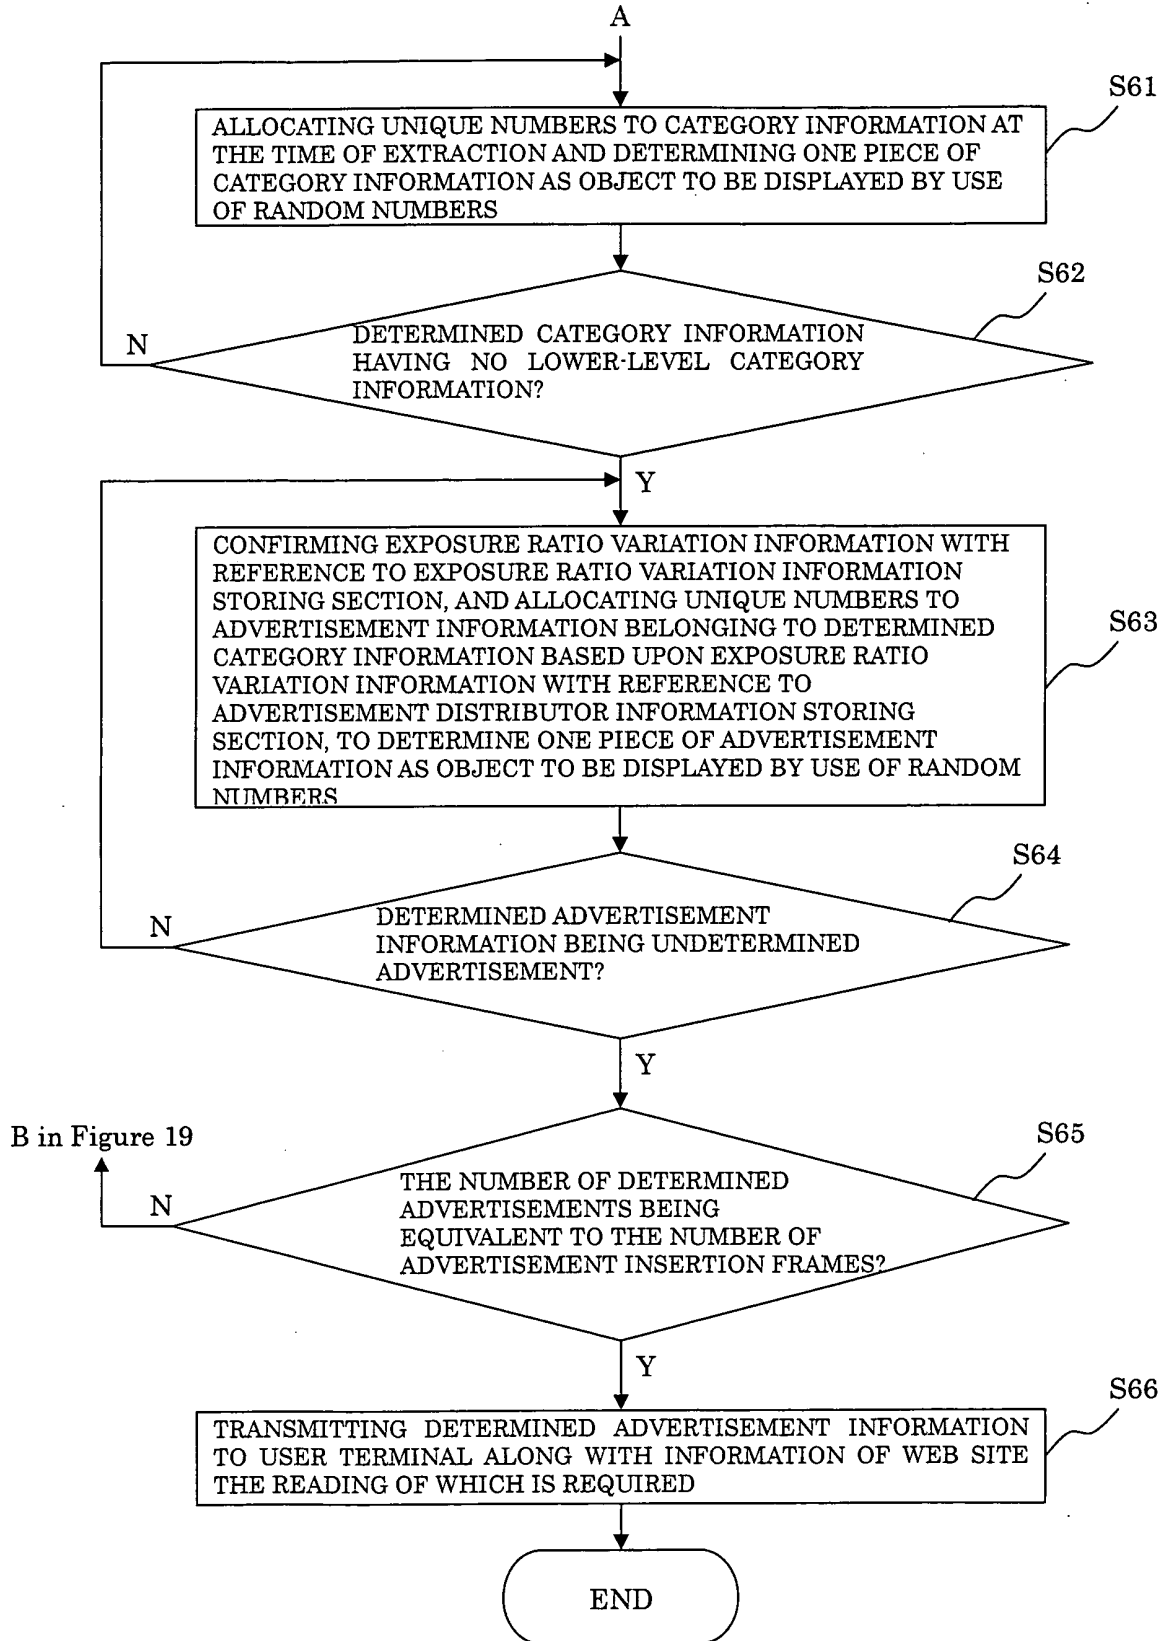 A
S61
ALLOCATING UNIQUE NUMBERS TO CATEGORY INFORMATION AT
THE TIME OF EXTRACTION AND DETERMINING ONE PIECE OF
CATEGORY INFORMATION AS OBJECT TO BE DISPLAYED BY USE
OF RANDOM NUMBERS
S62
N
DETERMINED CATEGORY INFORMATION
HAVING NO LOWER-LEVEL CATEGORY
INFORMATION?
Y
CONFIRMING EXPOSURE RATIO VARIATION INFORMATION WITH
REFERENCE TO EXPOSURE RATIO VARIATION INFORMATION
STORING SECTION, AND ALLOCATING UNIQUE NUMBERS TO
ADVERTISEMENT INFORMATION BELONGING TO DETERMINED
CATEGORY INFORMATION BASED UPON EXPOSURE RATIO
VARIATION INFORMATION WITH REFERENCE TO
ADVERTISEMENT DISTRIBUTOR INFORMATION STORING
SECTION, TO DETERMINE ONE PIECE OF ADVERTISEMENT
INFORMATION AS OBJECT TO BE DISPLAYED BY USE OF RANDOM
NUMBERS
S63
S64
N
DETERMINED ADVERTISEMENT
INFORMATION BEING UNDETERMINED
ADVERTISEMENT?
Y
B in Figure 19
S65
N
THE NUMBER OF DETERMINED
ADVERTISEMENTS BEING
EQUIVALENT TO THE NUMBER OF
ADVERTISEMENT INSERTION FRAMES?
Y
S66
TRANSMITTING DETERMINED ADVERTISEMENT INFORMATION
TO USER TERMINAL ALONG WITH INFORMATION OF WEB SITE
THE READING OF WHICH IS REQUIRED
END